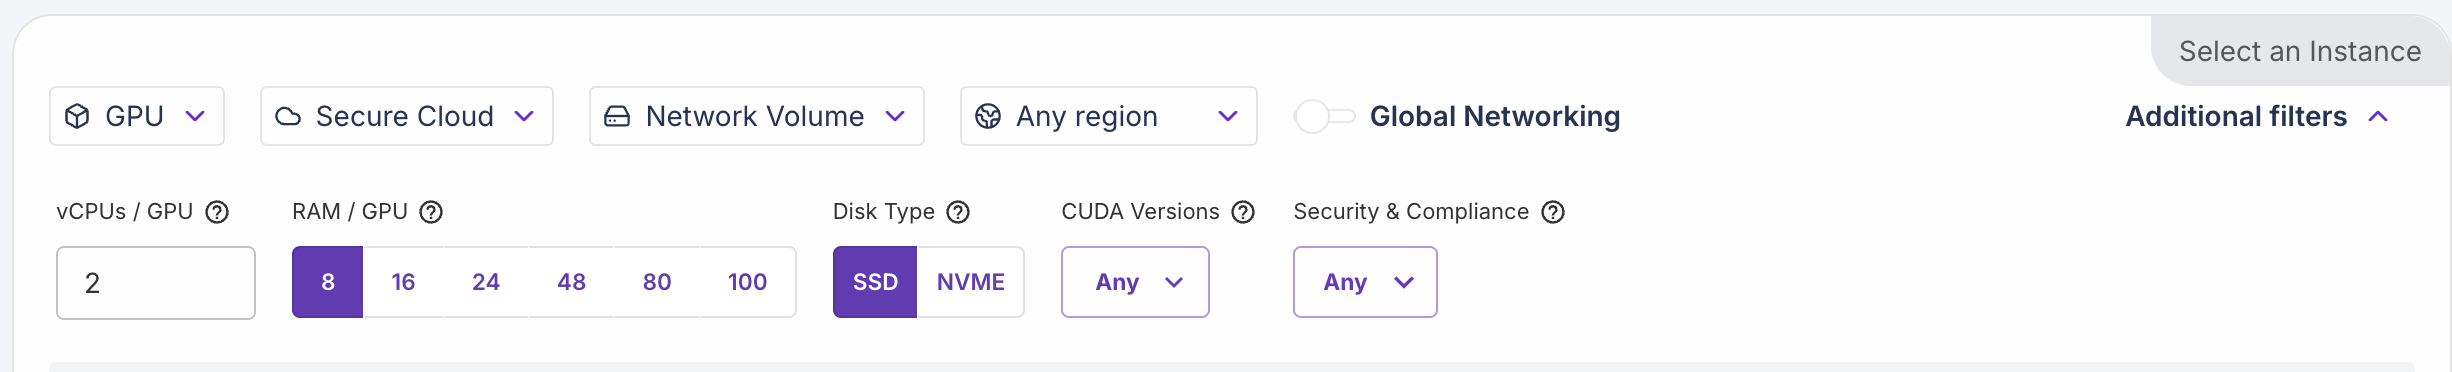 Select an Instance
GPU
Secure Cloud
Network Volume
Any region
Global Networking
Additional filters
vCPUs / GPU
RAM / GPU
Disk Type
CUDA Versions
Security & Compliance
2
8 16 24 48 80 100
SSD NVME
Any
Any